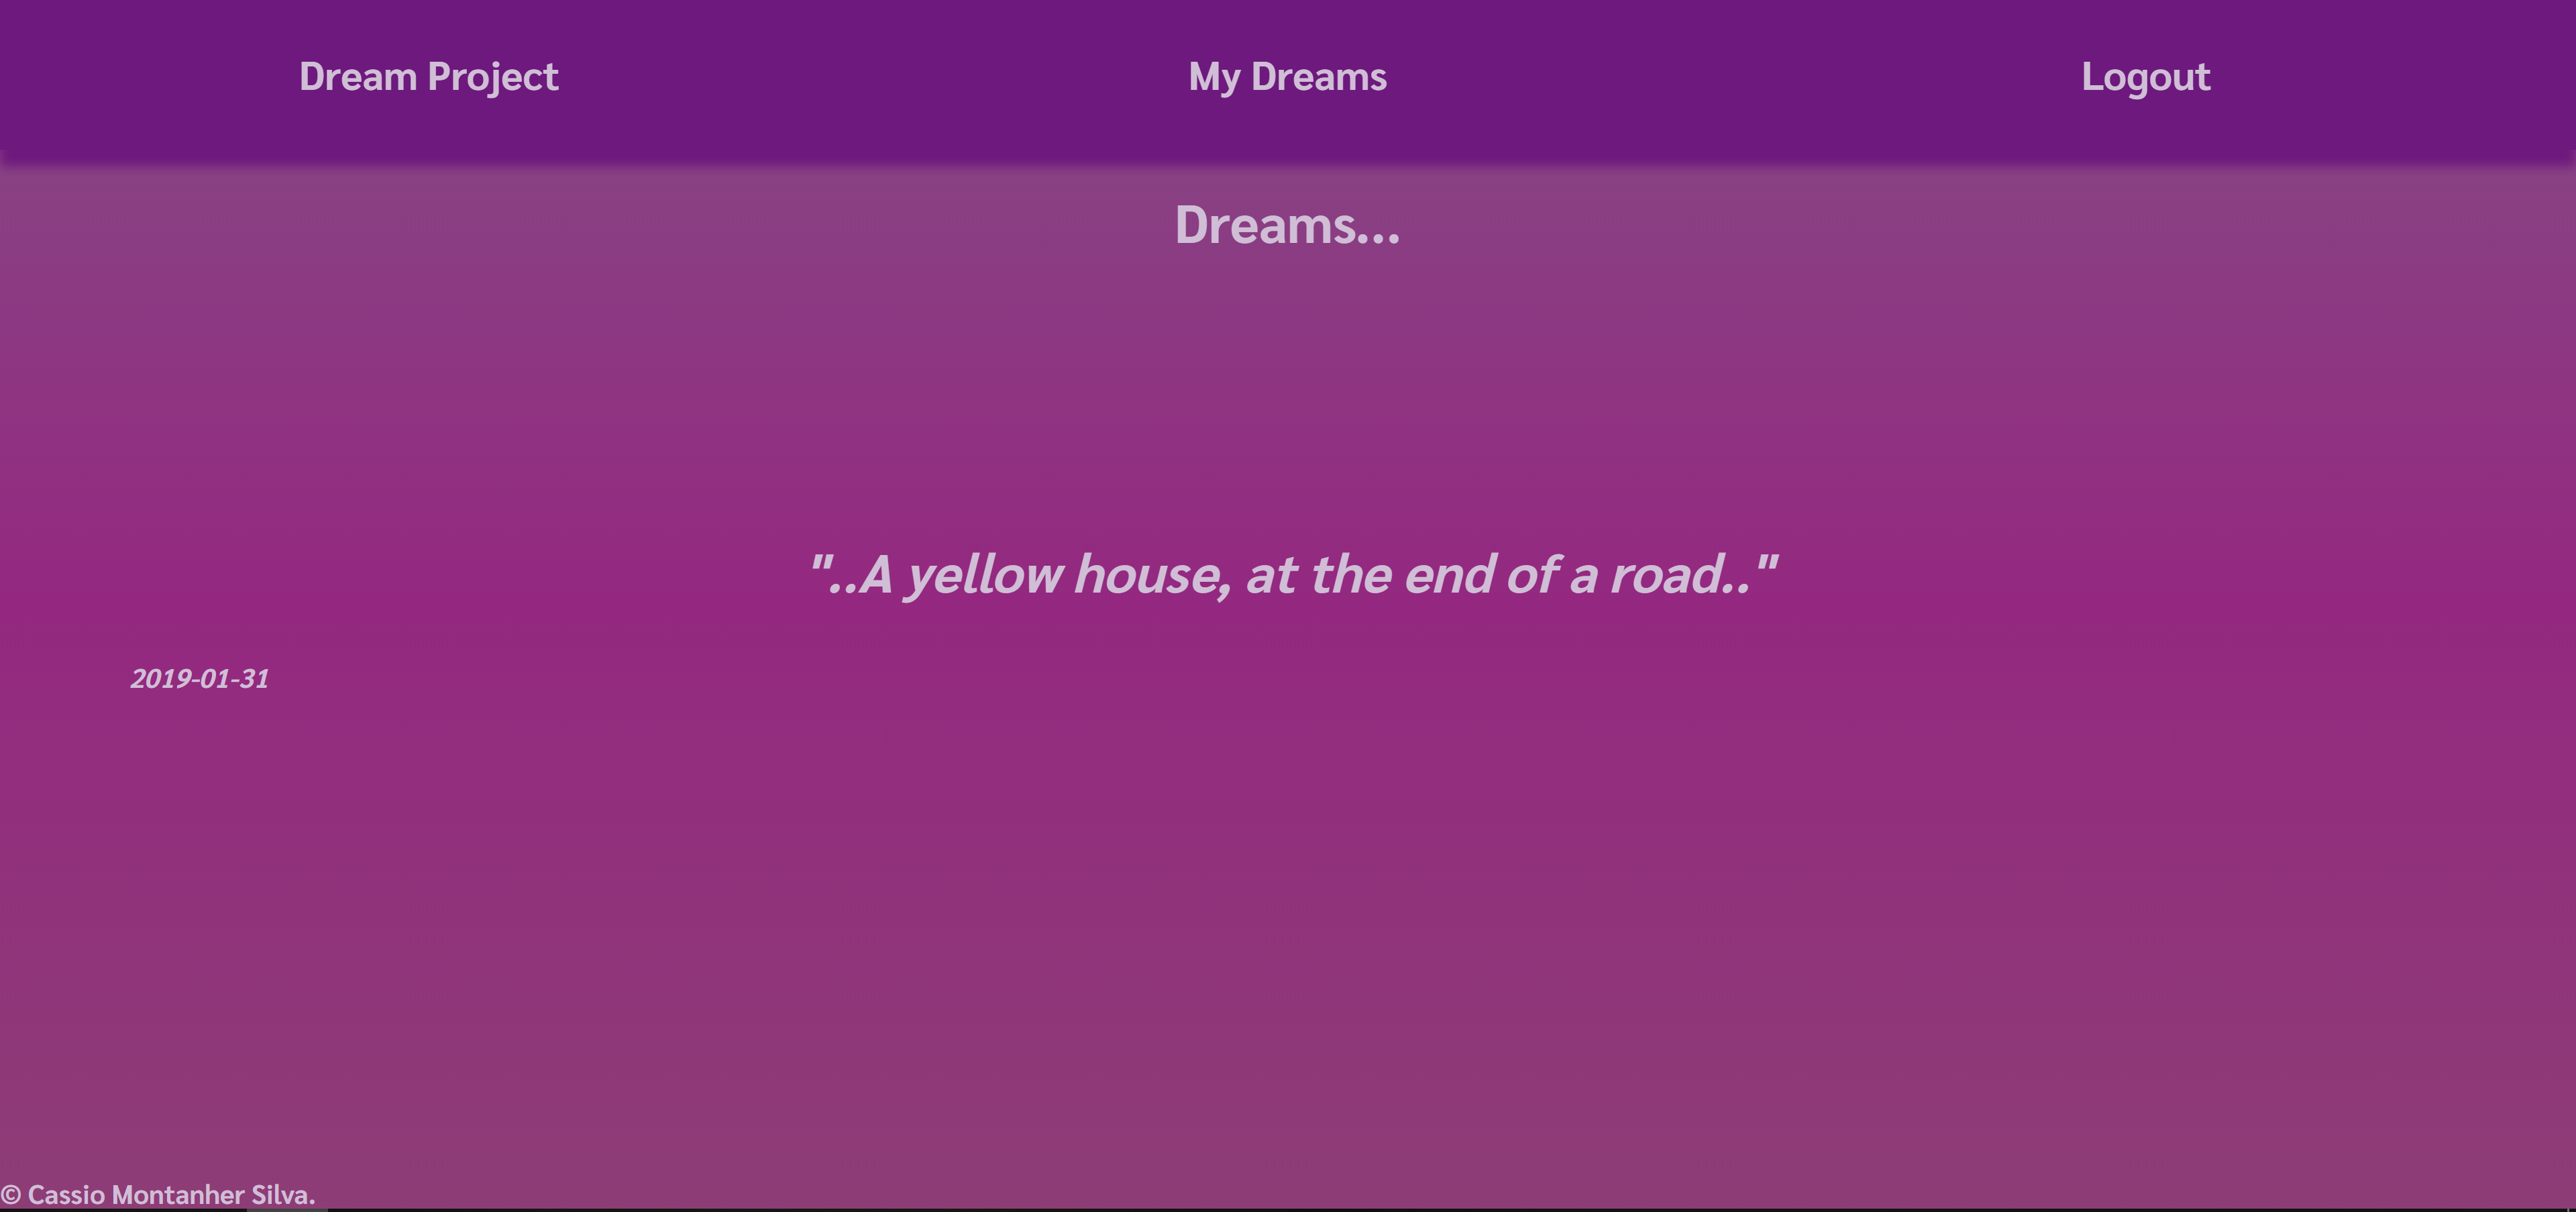 Dream Project My Dreams Logout
Dreams...
"..A yellow house, at the end of a road.."
2019-01-31
© Cassio Montanher Silva.